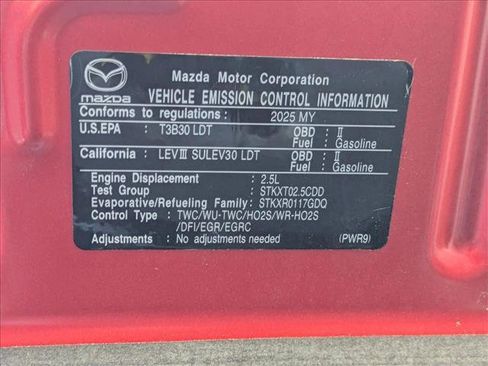 Mazda Motor Corporation
mazda VEHICLE EMISSION CONTROL INFORMATION
Conforms to regulations : 2025 MY
U.S.EPA : T3B30 LDT OBD : II
Fuel : Gasoline
California : LEVIII SULEV30 LDT OBD : II
Fuel : Gasoline
Engine Displacement : 2.5L
Test Group : STKXT02.5CDD
Evaporative/Refueling Family: STKXR0117GDQ
Control Type : TWC/WU-TWC/HO2S/WR-HO2S
/DFI/EGR/EGRC
Adjustments : No adjustments needed (PWR9)